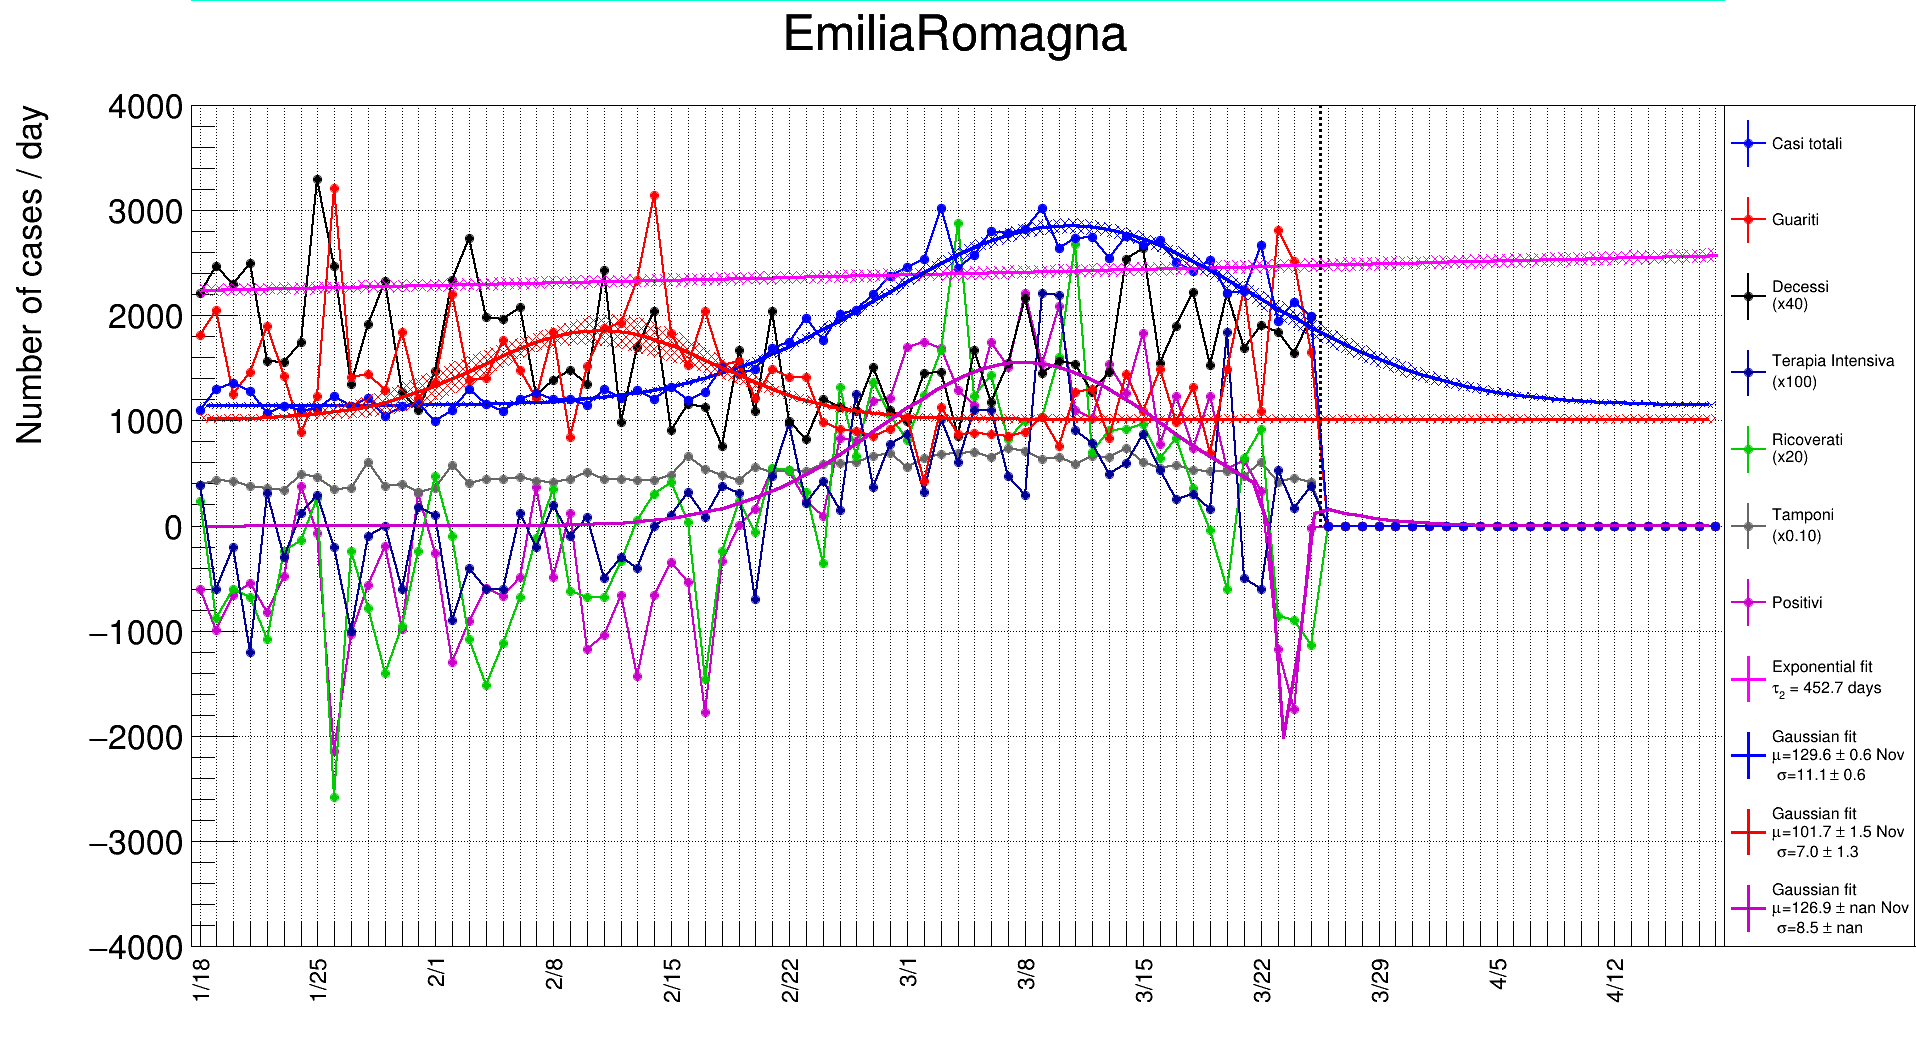 EmiliaRomagna
Number of cases / day
4000
3000
2000
1000
0
−1000
−2000
−3000
−4000
1/18
1/25
2/1
2/8
2/15
2/22
3/1
3/8
3/15
3/22
3/29
4/5
4/12
Casi totali
Guariti
Decessi
(x40)
Terapia Intensiva
(x100)
Ricoverati
(x20)
Tamponi
(x0.10)
Positivi
Exponential fit
τ2 = 452.7 days
Gaussian fit
μ=129.6 ± 0.6 Nov
σ=11.1 ± 0.6
Gaussian fit
μ=101.7 ± 1.5 Nov
σ=7.0 ± 1.3
Gaussian fit
μ=126.9 ± nan Nov
σ=8.5 ± nan